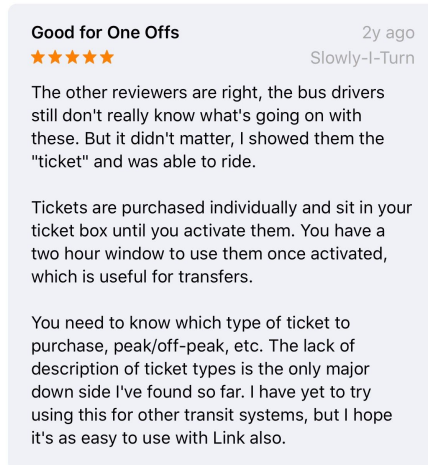 Good for One Offs
2y ago
Slowly-I-Turn
The other reviewers are right, the bus drivers
still don't really know what's going on with
these. But it didn't matter, I showed them the
"ticket" and was able to ride.
Tickets are purchased individually and sit in your
ticket box until you activate them. You have a
two hour window to use them once activated,
which is useful for transfers.
You need to know which type of ticket to
purchase, peak/off-peak, etc. The lack of
description of ticket types is the only major
down side I've found so far. I have yet to try
using this for other transit systems, but I hope
it's as easy to use with Link also.